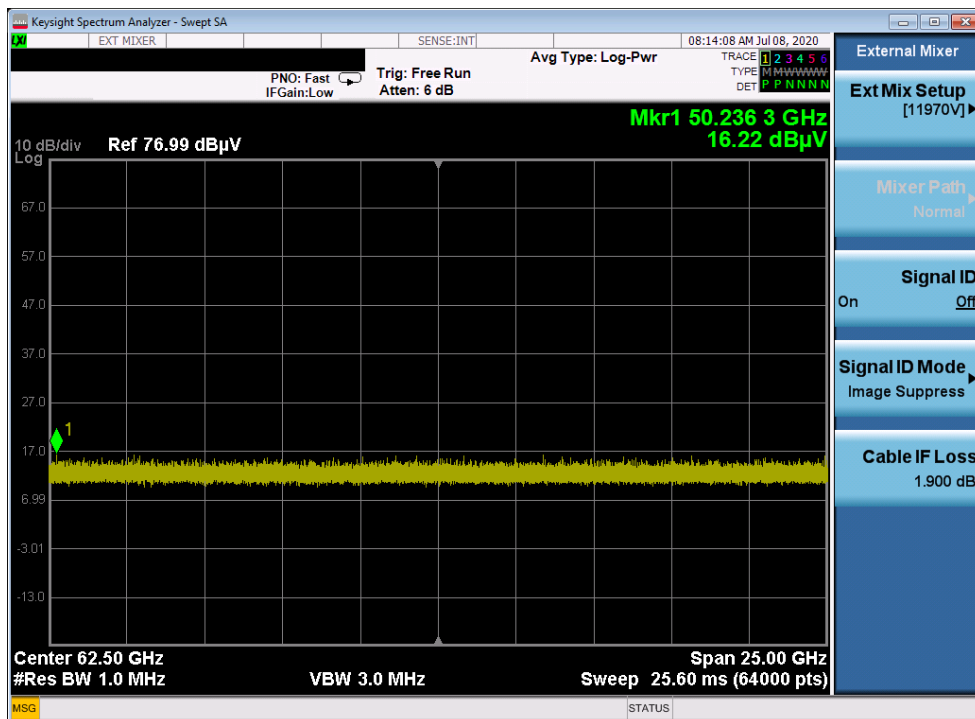 Keysight Spectrum Analyzer - Swept SA
LXI EXT MIXER SENSE:INT 08:14:08 AM Jul 08, 2020
PNO: Fast
IFGain:Low
Trig: Free Run
Atten: 6 dB
Avg Type: Log-Pwr
TRACE 1 2 3 4 5 6
TYPE M M W W W W W
DET P P N N N N
Mkr1 50.236 3 GHz
16.22 dBµV
10 dB/div Ref 76.99 dBµV
Log
67.0
57.0
47.0
37.0
27.0
1
17.0
6.99
-3.01
-13.0
Center 62.50 GHz Span 25.00 GHz
#Res BW 1.0 MHz VBW 3.0 MHz Sweep 25.60 ms (64000 pts)
MSG STATUS
External Mixer
Ext Mix Setup
[11970V]
Mixer Path
Normal
Signal ID
On Off
Signal ID Mode
Image Suppress
Cable IF Loss
1.900 dB